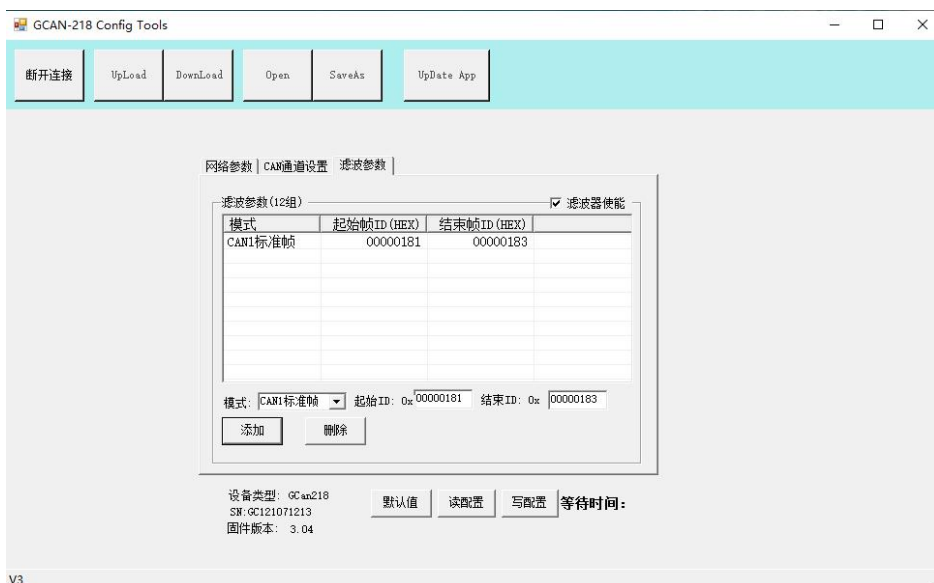 GCAN-218 Config Tools
断开连接 UpLoad DownLoad Open SaveAs UpDate App
网络参数 CAN通道设置 滤波参数
滤波参数(12组) 滤波器使能
模式 起始帧ID(HEX) 结束帧ID(HEX)
CAN1标准帧 00000181 00000183
模式: CAN1标准帧 起始ID: 0x 00000181 结束ID: 0x 00000183
添加 删除
设备类型: GCan218
SN:GC121071213
固件版本: 3.04
默认值 读配置 写配置 等待时间:
V3